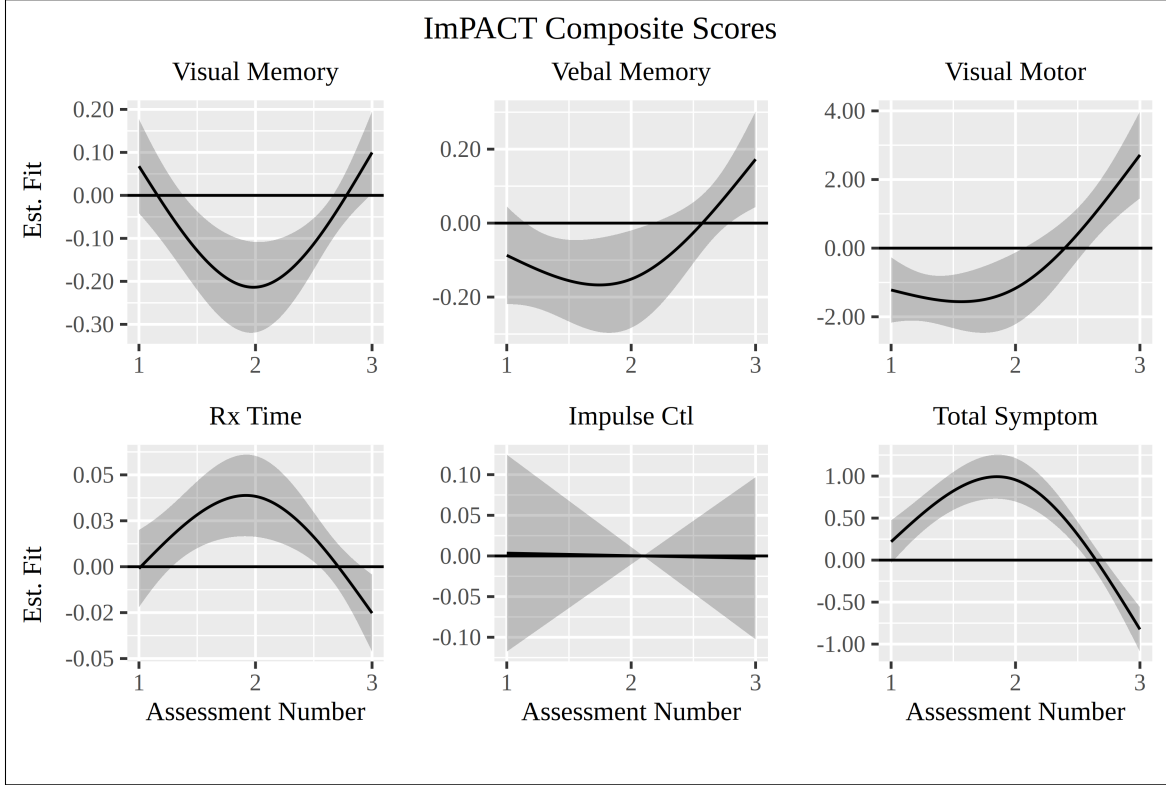 ImPACT Composite Scores
Visual Memory
Vebal Memory
Visual Motor
Est. Fit
0.20
0.10
0.00
-0.10
-0.20
-0.30
1 2 3
0.20
0.00
-0.20
1 2 3
4.00
2.00
0.00
-2.00
1 2 3
Rx Time
Impulse Ctl
Total Symptom
Est. Fit
0.05
0.03
0.00
-0.02
-0.05
1 2 3
Assessment Number
0.10
0.05
0.00
-0.05
-0.10
1 2 3
Assessment Number
1.00
0.50
0.00
-0.50
-1.00
1 2 3
Assessment Number